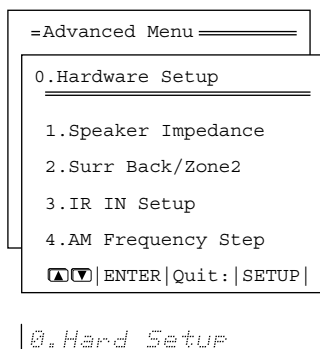 =Advanced Menu
0.Hardware Setup
1.Speaker Impedance
2.Surr Back/Zone2
3.IR IN Setup
4.AM Frequency Step
▲▼|ENTER|Quit:|SETUP|
0.Hard Setup